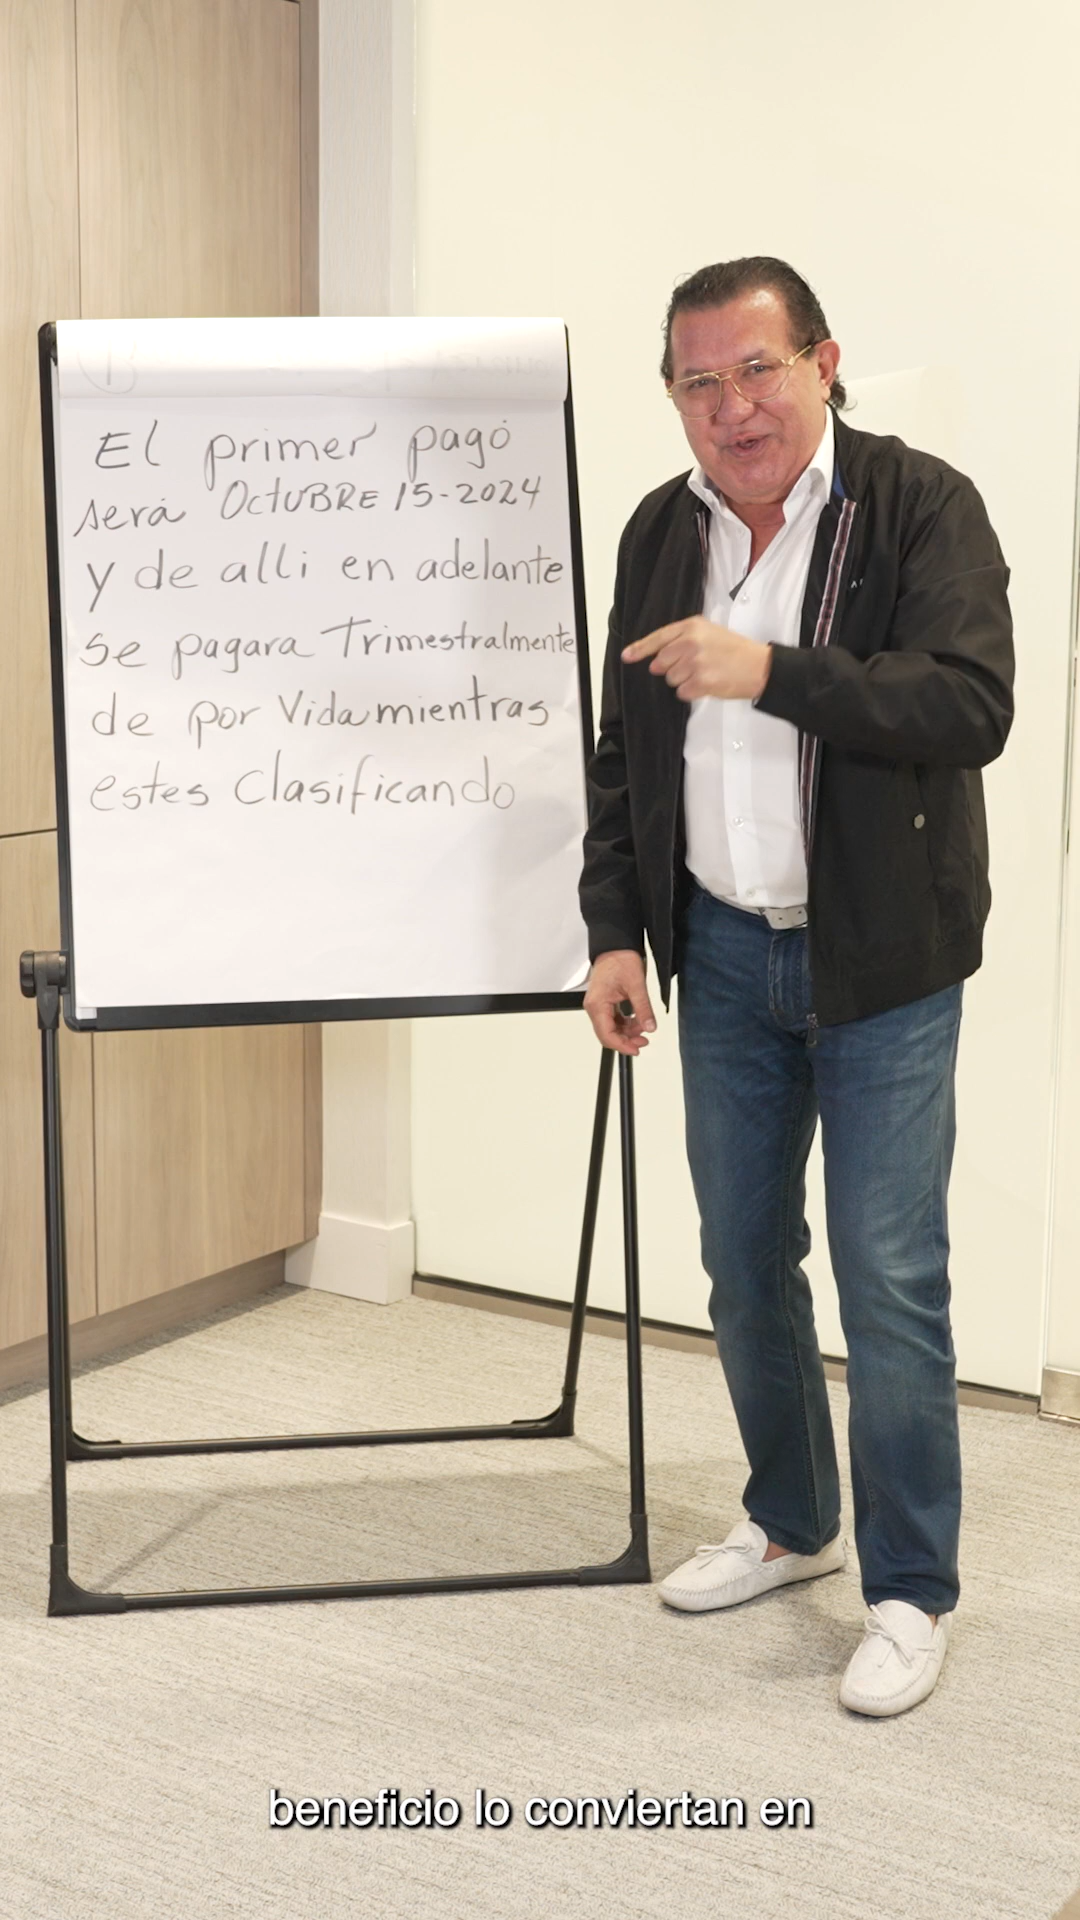 El primer pago
será OCTUBRE 15-2024
y de alli en adelante
se pagara Trimestralmente
de por Vida mientras
estes Clasificando
beneficio lo conviertan en